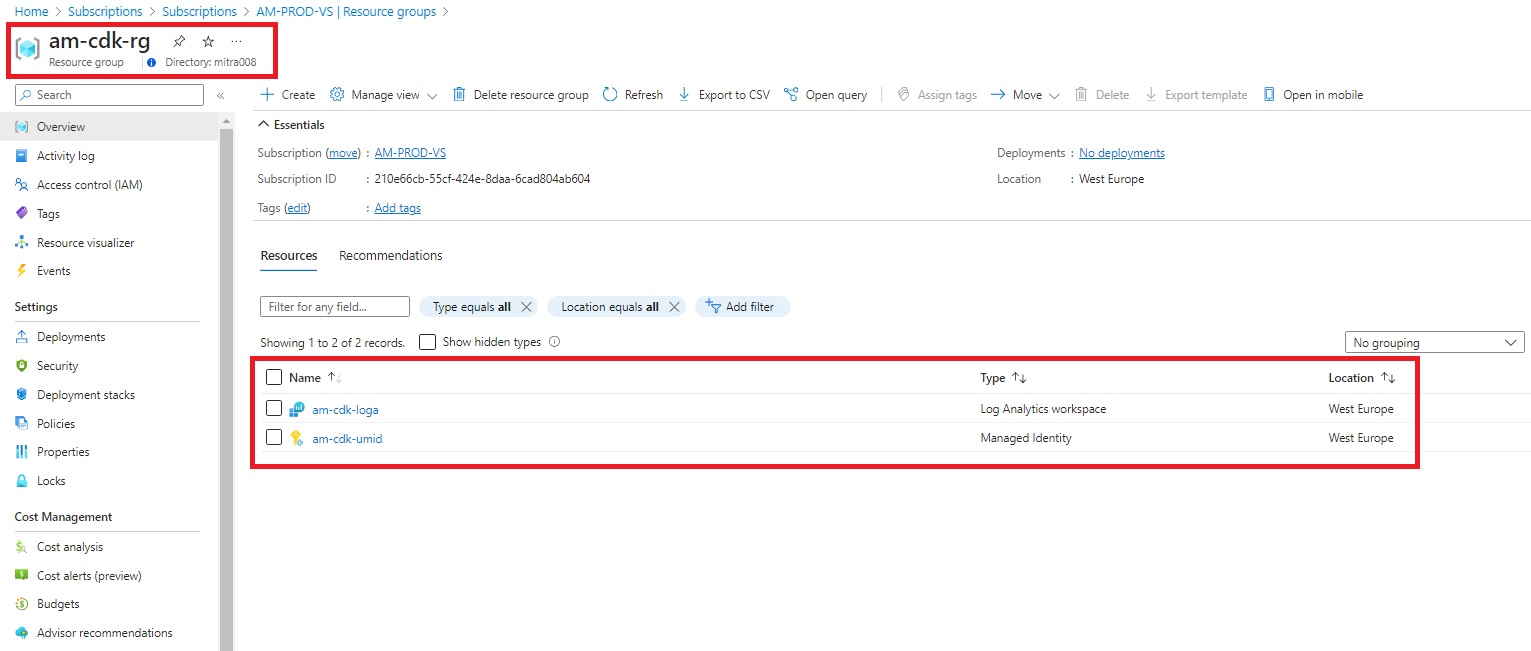 Home > Subscriptions > Subscriptions > AM-PROD-VS | Resource groups >
am-cdk-rg ...
Resource group Directory: mitra008
Search «
Create Manage view Delete resource group Refresh Export to CSV Open query Assign tags Move Delete Export template Open in mobile
Overview
Activity log
Access control (IAM)
Tags
Resource visualizer
Events
Settings
Deployments
Security
Deployment stacks
Policies
Properties
Locks
Cost Management
Cost analysis
Cost alerts (preview)
Budgets
Advisor recommendations
Essentials
Subscription (move) : AM-PROD-VS
Subscription ID : 210e66cb-55cf-424e-8daa-6cad804ab604
Tags (edit) : Add tags
Deployments : No deployments
Location : West Europe
Resources Recommendations
Filter for any field... Type equals all Location equals all Add filter
Showing 1 to 2 of 2 records. Show hidden types No grouping
Name Type Location
am-cdk-loga Log Analytics workspace West Europe
am-cdk-umid Managed Identity West Europe